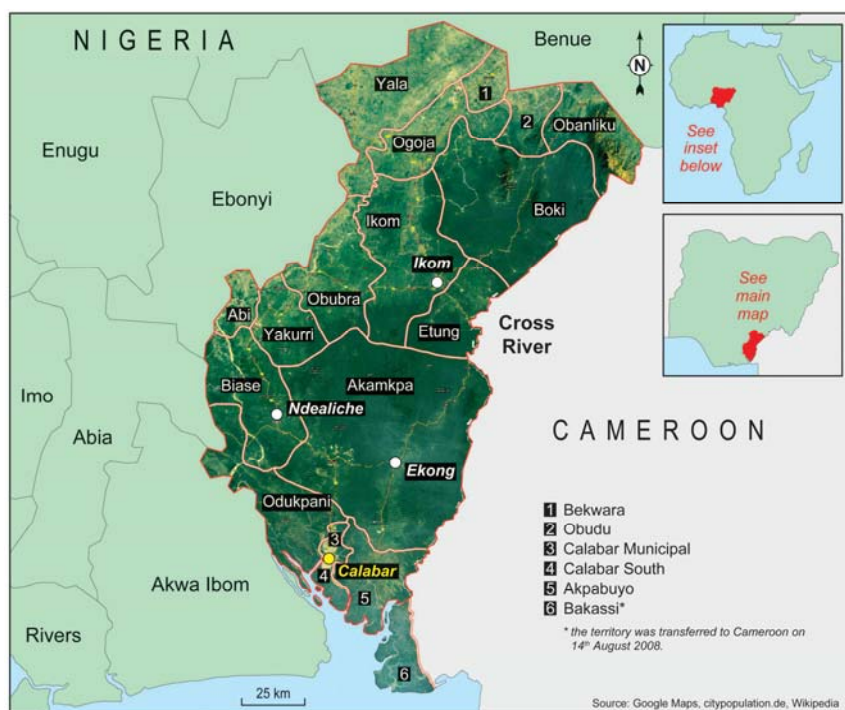 NIGERIA
Benue
N
Yala
1
2
Obanliku
Ogoja
Enugu
Ebonyi
Ikom
Boki
See
inset
below
Ikom
Obubra
Abi
Yakurri
Etung
Cross
River
See
main
map
Biase
Akamkpa
Imo
Abia
Ndealiche
CAMEROON
Ekong
Odukpani
3
Calabar
4
5
Akwa Ibom
Rivers
6
1 Bekwara
2 Obudu
3 Calabar Municipal
4 Calabar South
5 Akpabuyo
6 Bakassi*
* the territory was transferred to Cameroon on
14th August 2008.
25 km
Source: Google Maps, citypopulation.de, Wikipedia